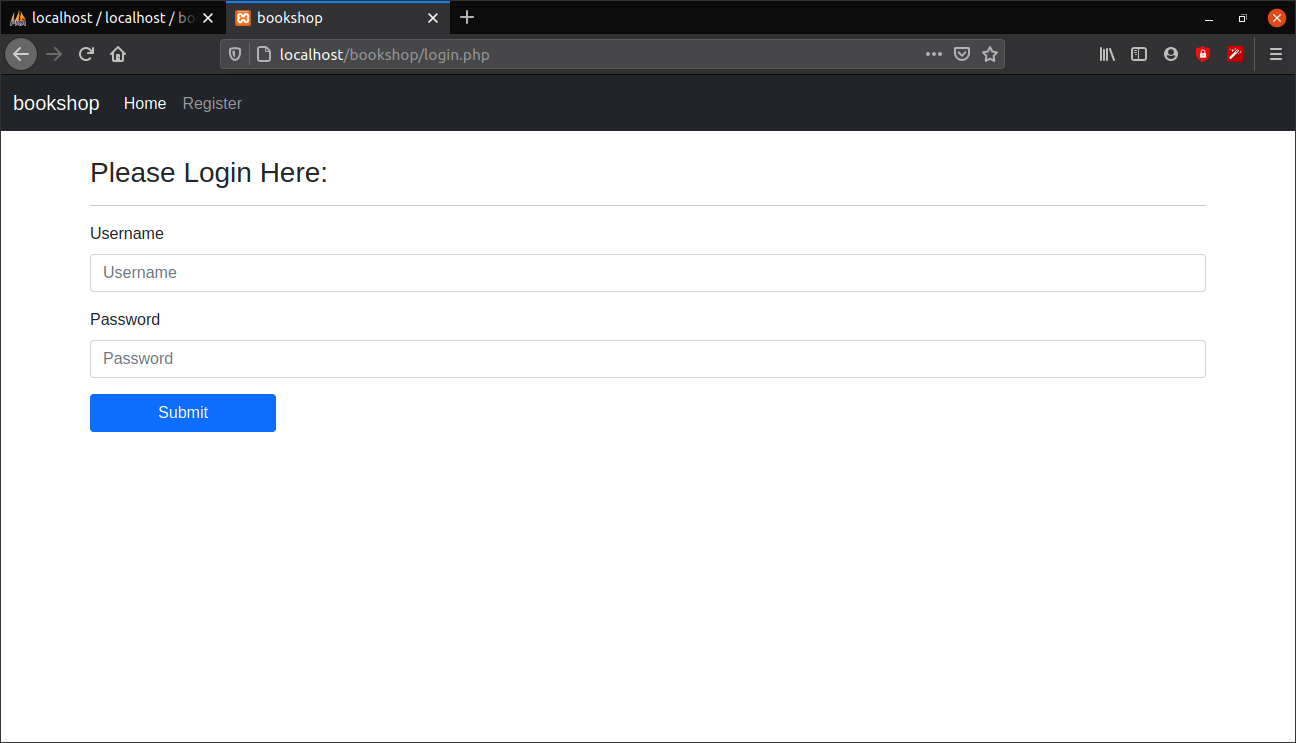 localhost / localhost / bo
bookshop
localhost/bookshop/login.php
bookshop Home Register
Please Login Here:
Username
Username
Password
Password
Submit